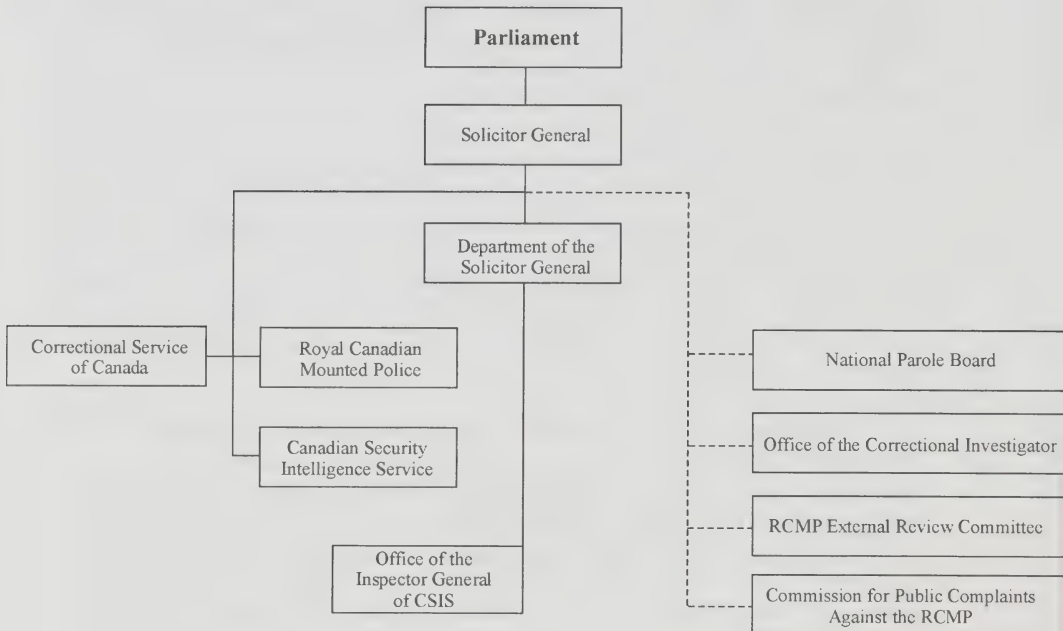 Parliament
Solicitor General
Department of the
Solicitor General
Correctional Service
of Canada
Royal Canadian
Mounted Police
Canadian Security
Intelligence Service
Office of the
Inspector General
of CSIS
National Parole Board
Office of the Correctional Investigator
RCMP External Review Committee
Commission for Public Complaints
Against the RCMP